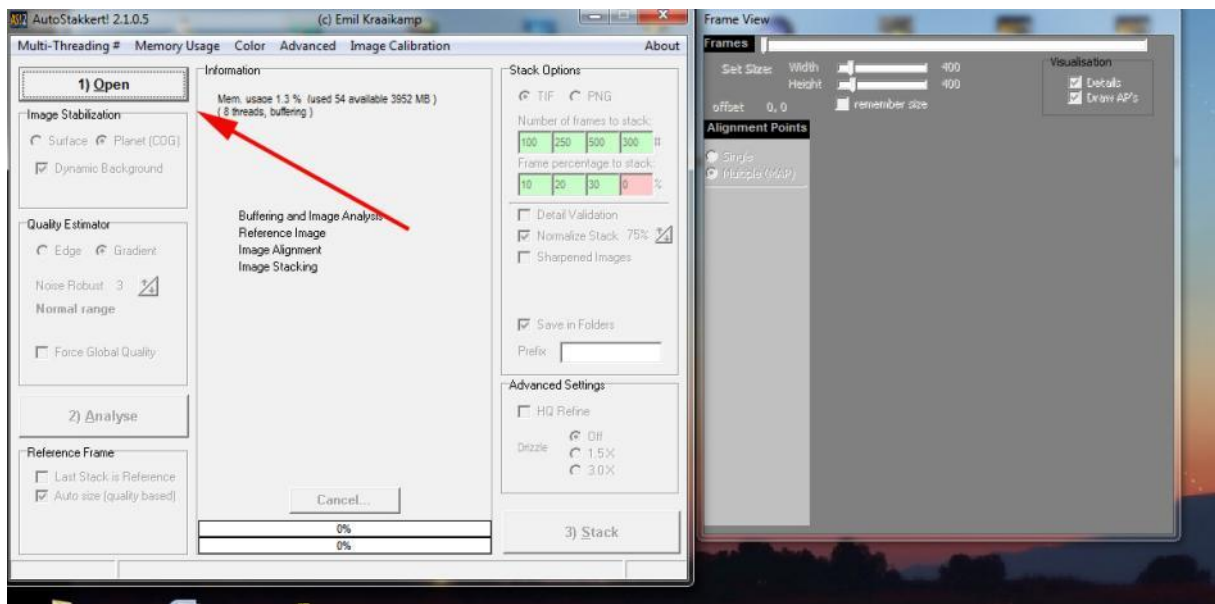 AutoStakkert! 2.1.0.5 (c) Emil Kraaikamp
Multi-Threading # Memory Usage Color Advanced Image Calibration About
1) Open
Image Stabilization
Surface Planet (COG)
Dynamic Background
Quality Estimator
Edge Gradient
Noise Robust 3
Normal range
Force Global Quality
2) Analyse
Reference Frame
Last Stack is Reference
Auto size (quality based)
Information
Mem. usage 1.3 % (used 54 available 3952 MB )
( 8 threads, buffering )
Buffering and Image Analysis
Reference Image
Image Alignment
Image Stacking
Cancel...
0%
0%
Stack Options
TIF PNG
Number of frames to stack:
100 250 500 300 #
Frame percentage to stack:
10 20 30 0 %
Detail Validation
Normalize Stack 75%
Sharpened Images
Save in Folders
Prefix
Advanced Settings
HQ Refine
Drizzle
Off
1.5X
3.0X
3) Stack
Frame View
Frames
Set Size: Width 400
Height 400
offset 0, 0 remember size
Visualisation
Details
Draw AP's
Alignment Points
Single
Multiple (MAP)